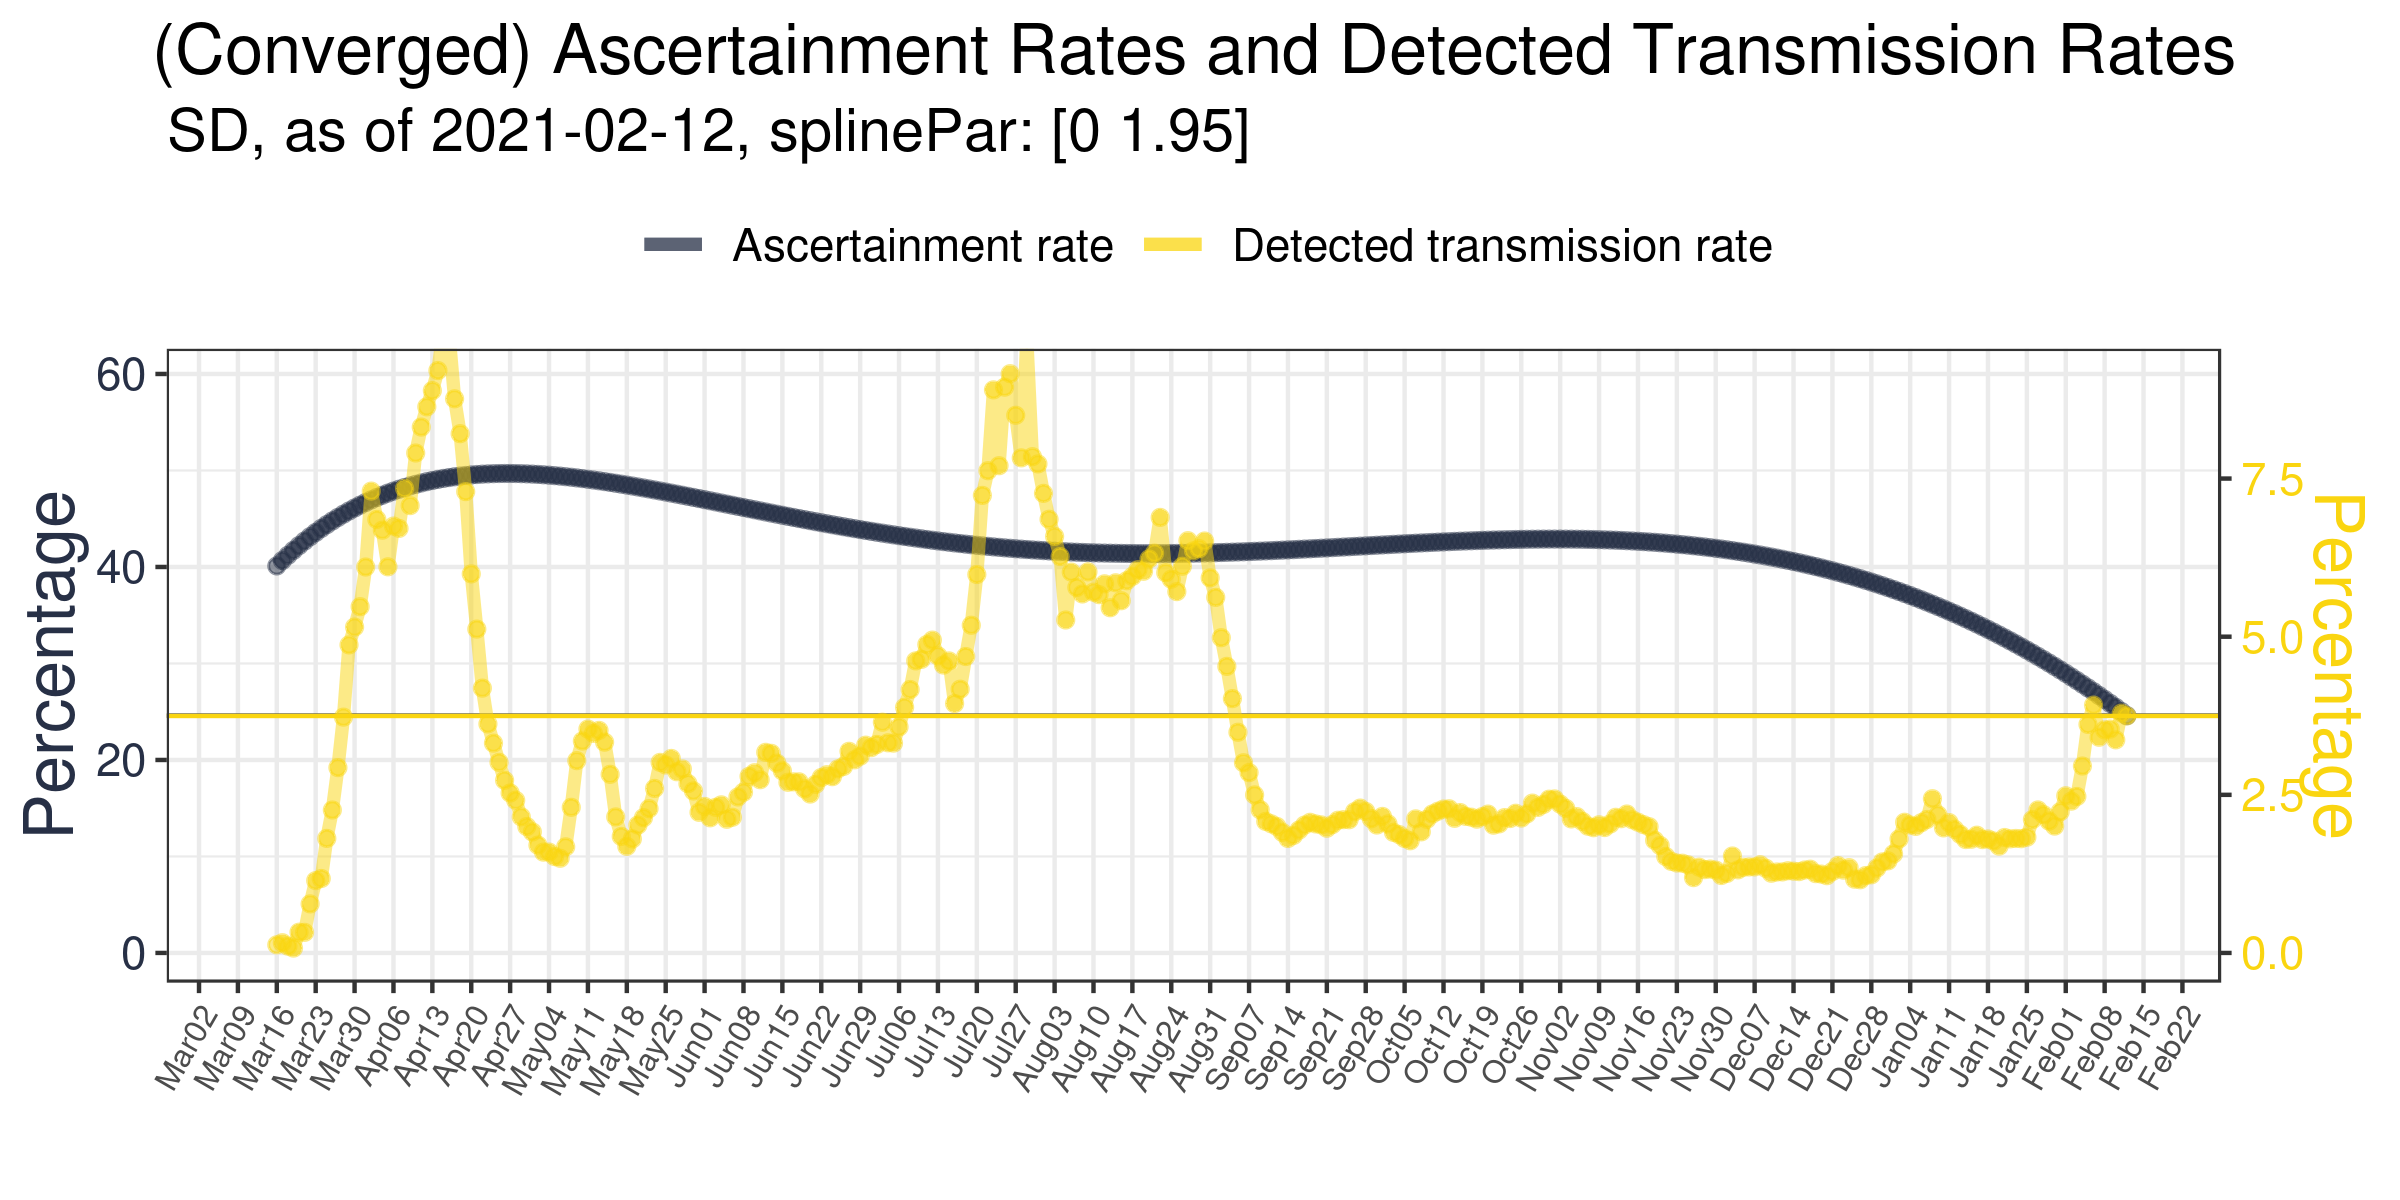 (Converged) Ascertainment Rates and Detected Transmission Rates
SD, as of 2021-02-12, splinePar: [0 1.95]
Ascertainment rate Detected transmission rate
Percentage
60
40
20
0
7.5
5.0
2.5
0.0
Percentage
Mar02 Mar09 Mar16 Mar23 Mar30 Apr06 Apr13 Apr20 Apr27 May04 May11 May18 May25 Jun01 Jun08 Jun15 Jun22 Jun29 Jul06 Jul13 Jul20 Jul27 Aug03 Aug10 Aug17 Aug24 Aug31 Sep07 Sep14 Sep21 Sep28 Oct05 Oct12 Oct19 Oct26 Nov02 Nov09 Nov16 Nov23 Nov30 Dec07 Dec14 Dec21 Dec28 Jan04 Jan11 Jan18 Jan25 Feb01 Feb08 Feb15 Feb22